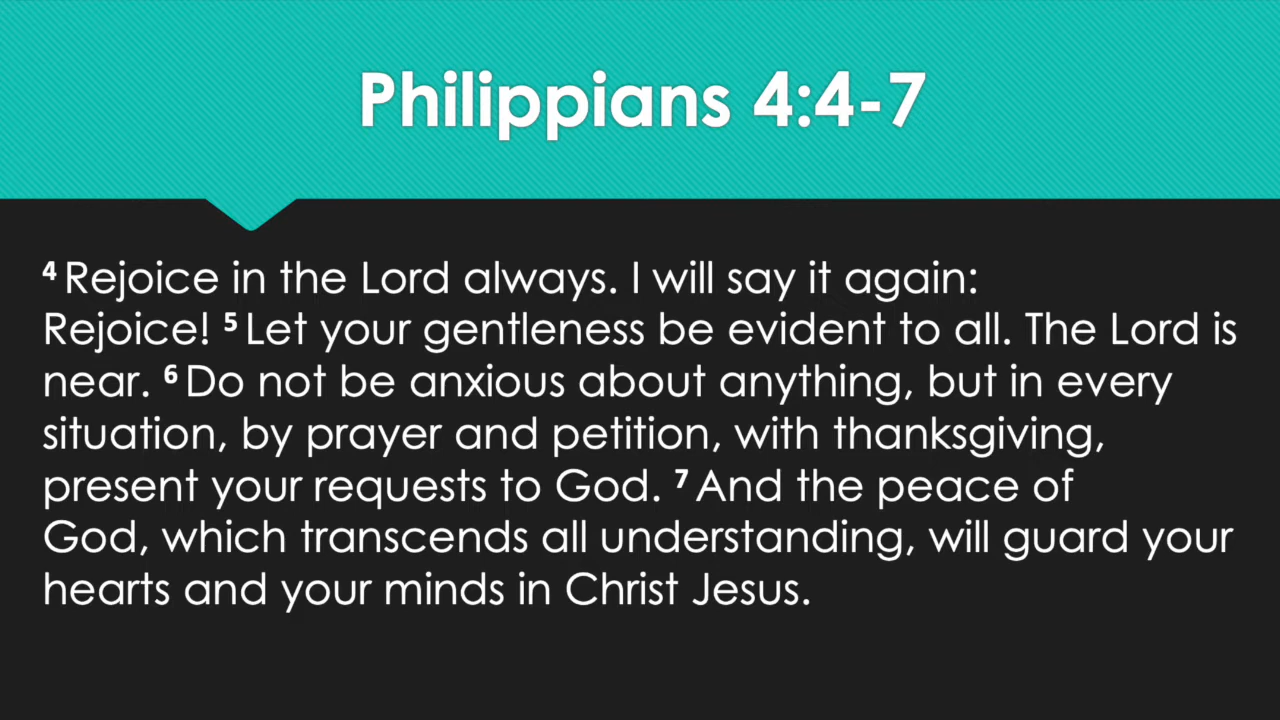 Philippians 4:4-7
4 Rejoice in the Lord always. I will say it again:
Rejoice! 5 Let your gentleness be evident to all. The Lord is
near. 6 Do not be anxious about anything, but in every
situation, by prayer and petition, with thanksgiving,
present your requests to God. 7 And the peace of
God, which transcends all understanding, will guard your
hearts and your minds in Christ Jesus.